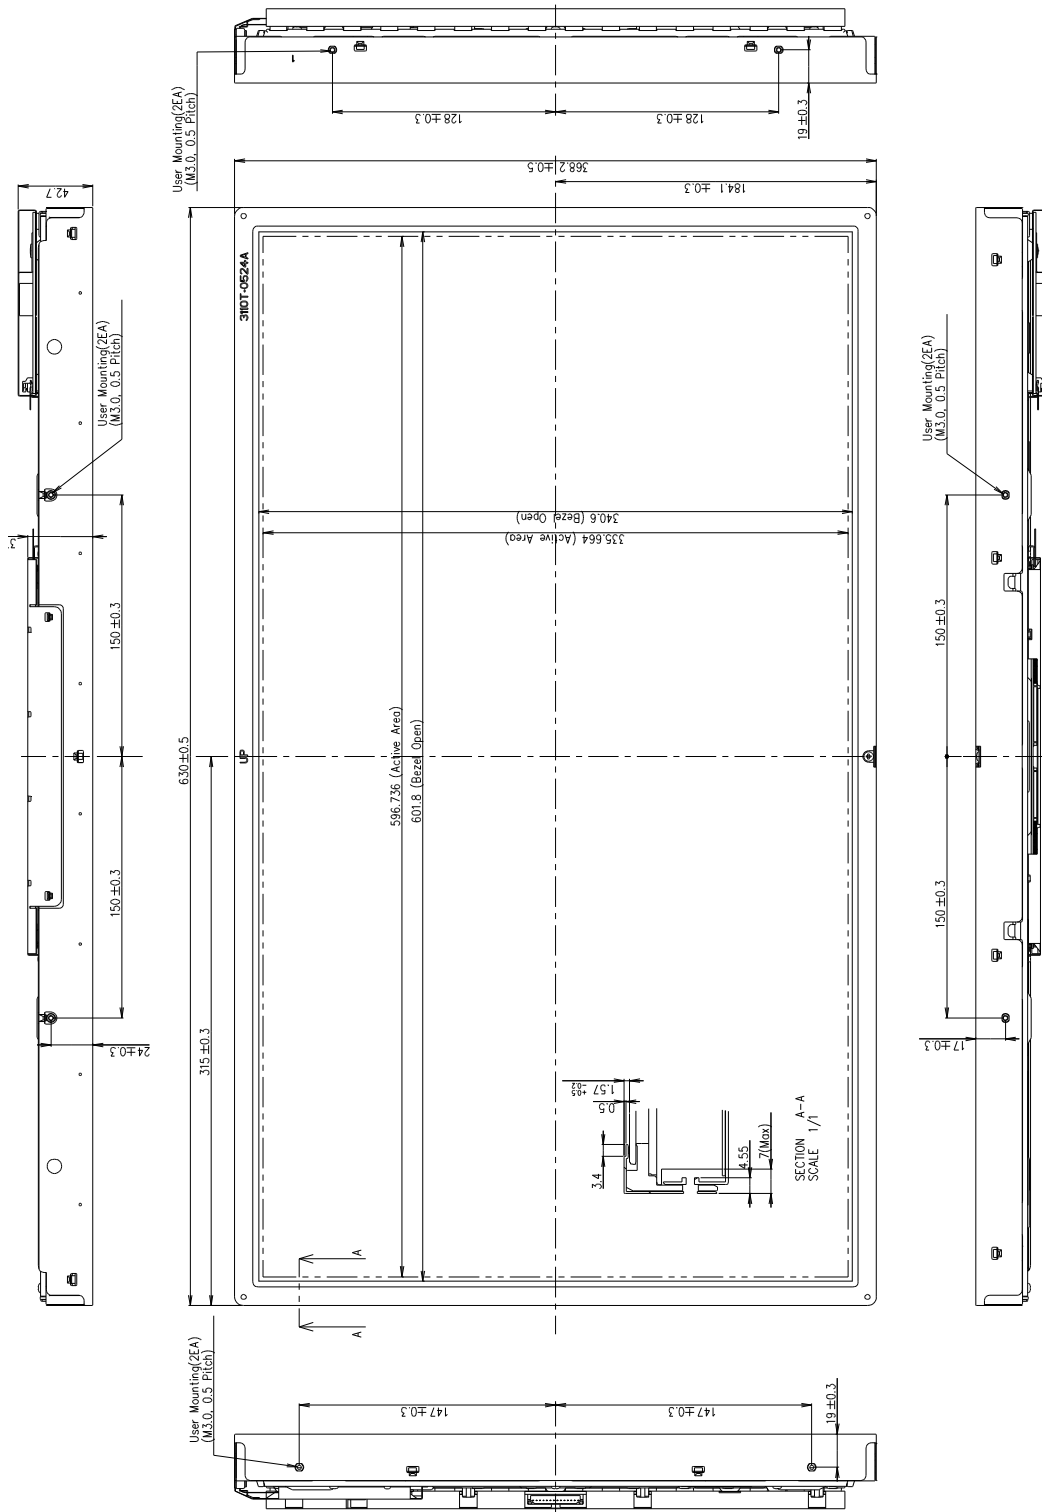 User Mounting(2EA)
(M3.0, 0.5 Pitch)
1
128±0.3
128±0.3
19±0.3
368.2±0.5
184.1±0.3
42.7
3110T-0524A
User Mounting(2EA)
(M3.0, 0.5 Pitch)
User Mounting(2EA)
(M3.0, 0.5 Pitch)
340.6 (Bezel Open)
335.664 (Active Area)
150±0.3
150±0.3
630±0.5
UP
596.736 (Active Area)
601.8 (Bezel Open)
150±0.3
150±0.3
24±0.3
315±0.3
17±0.3
1.57 +0.5 -0.2
0.5
3.4
4.55
7(Max)
SECTION A-A
SCALE 1/1
A
A
User Mounting(2EA)
(M3.0, 0.5 Pitch)
147±0.3
147±0.3
19±0.3